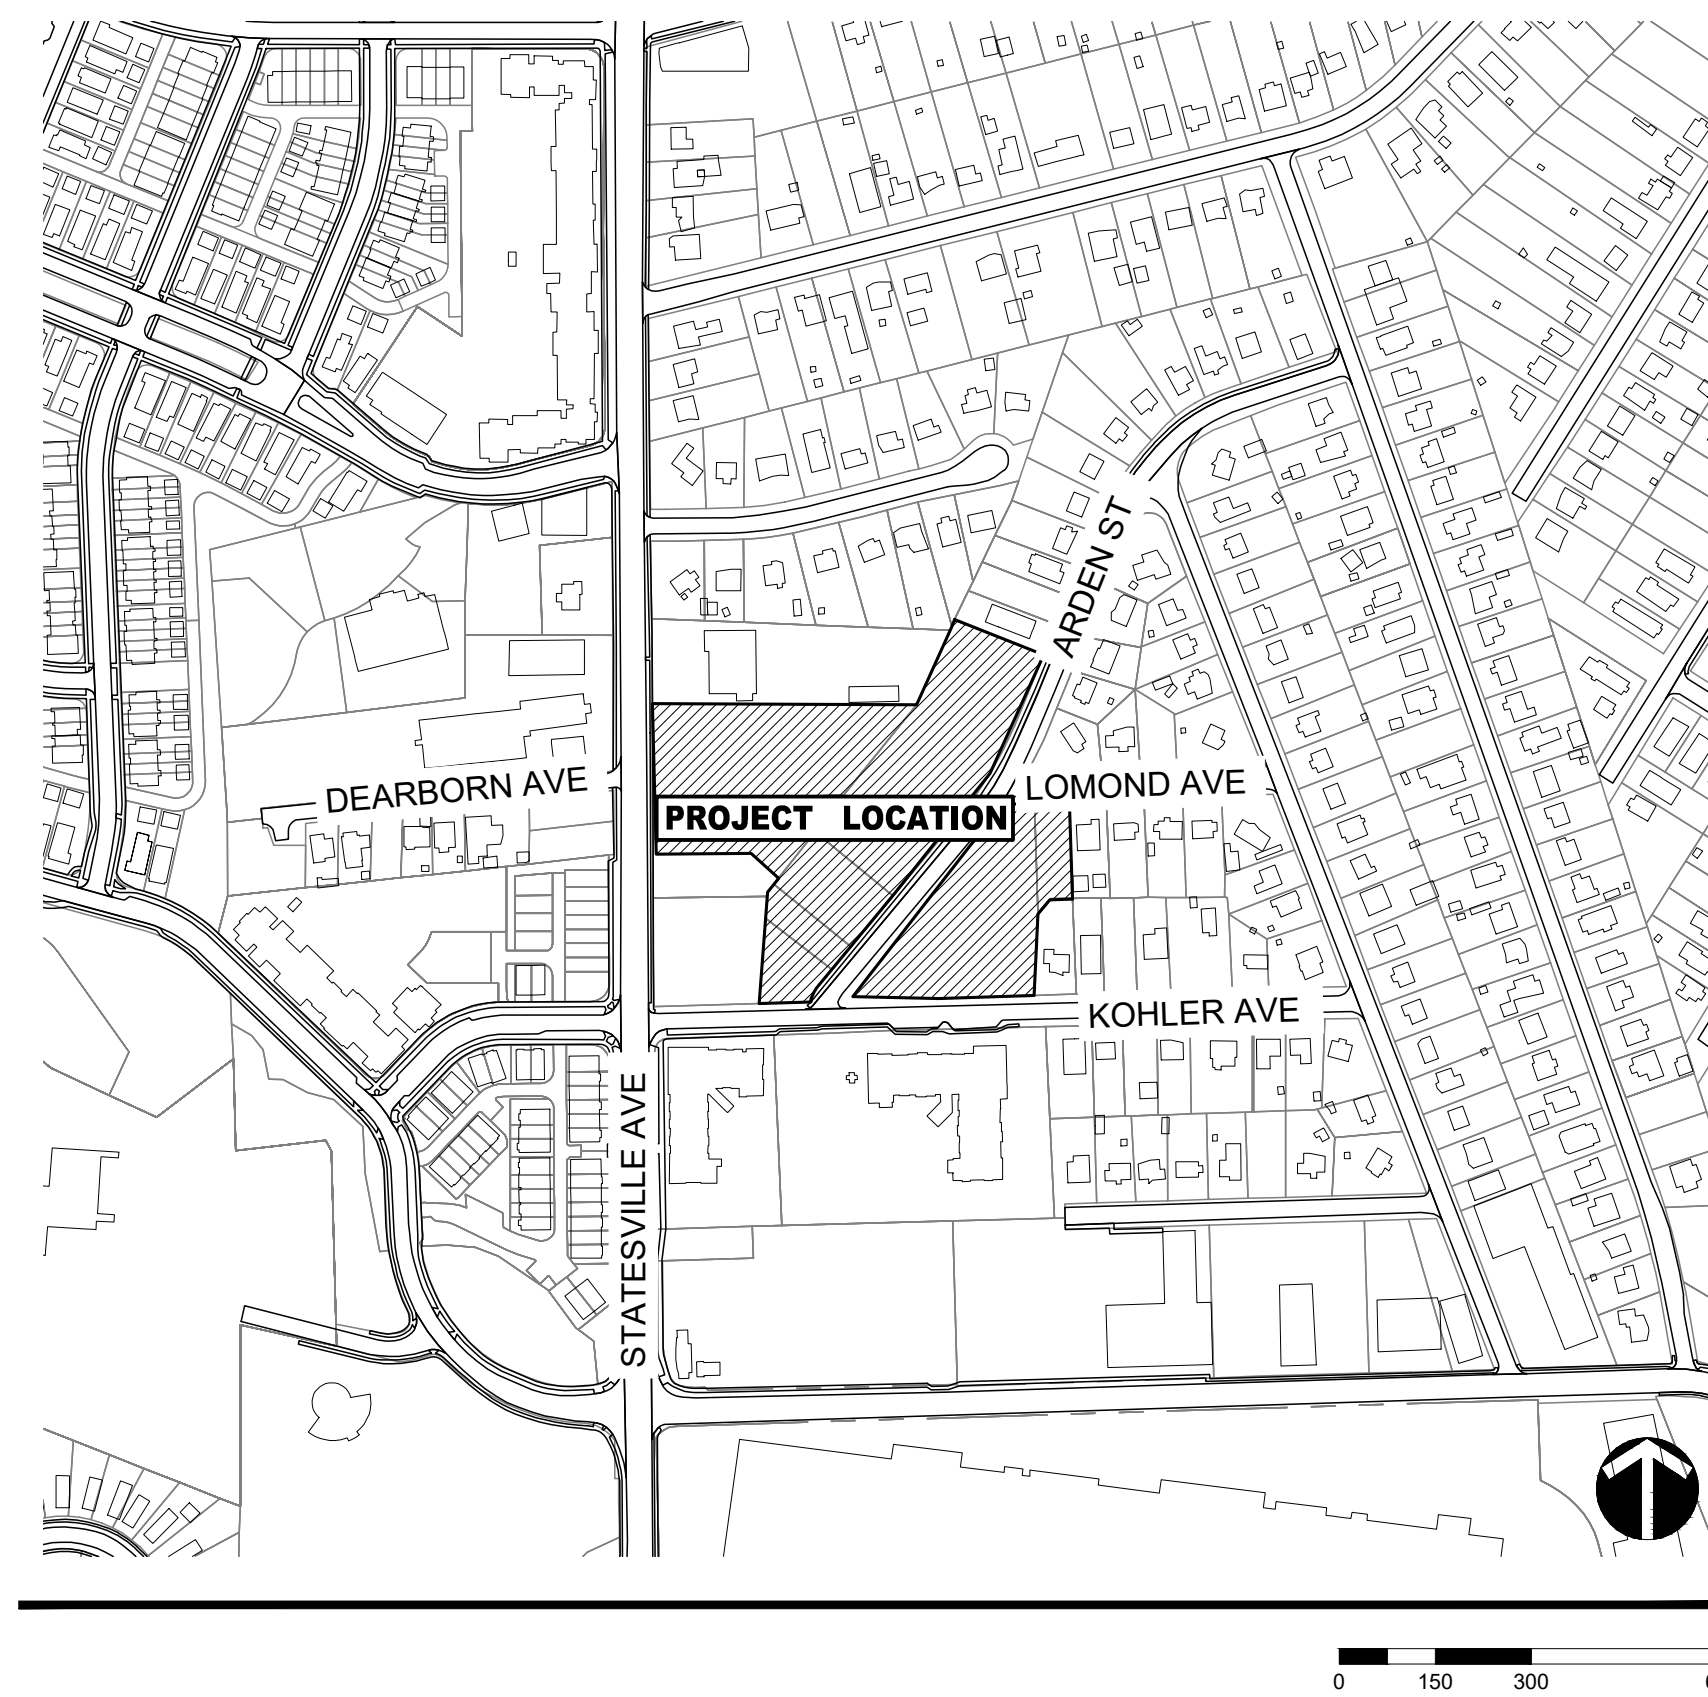 ARDEN ST
DEARBORN AVE
LOMOND AVE
PROJECT LOCATION
KOHLER AVE
STATESVILLE AVE
0 150 300